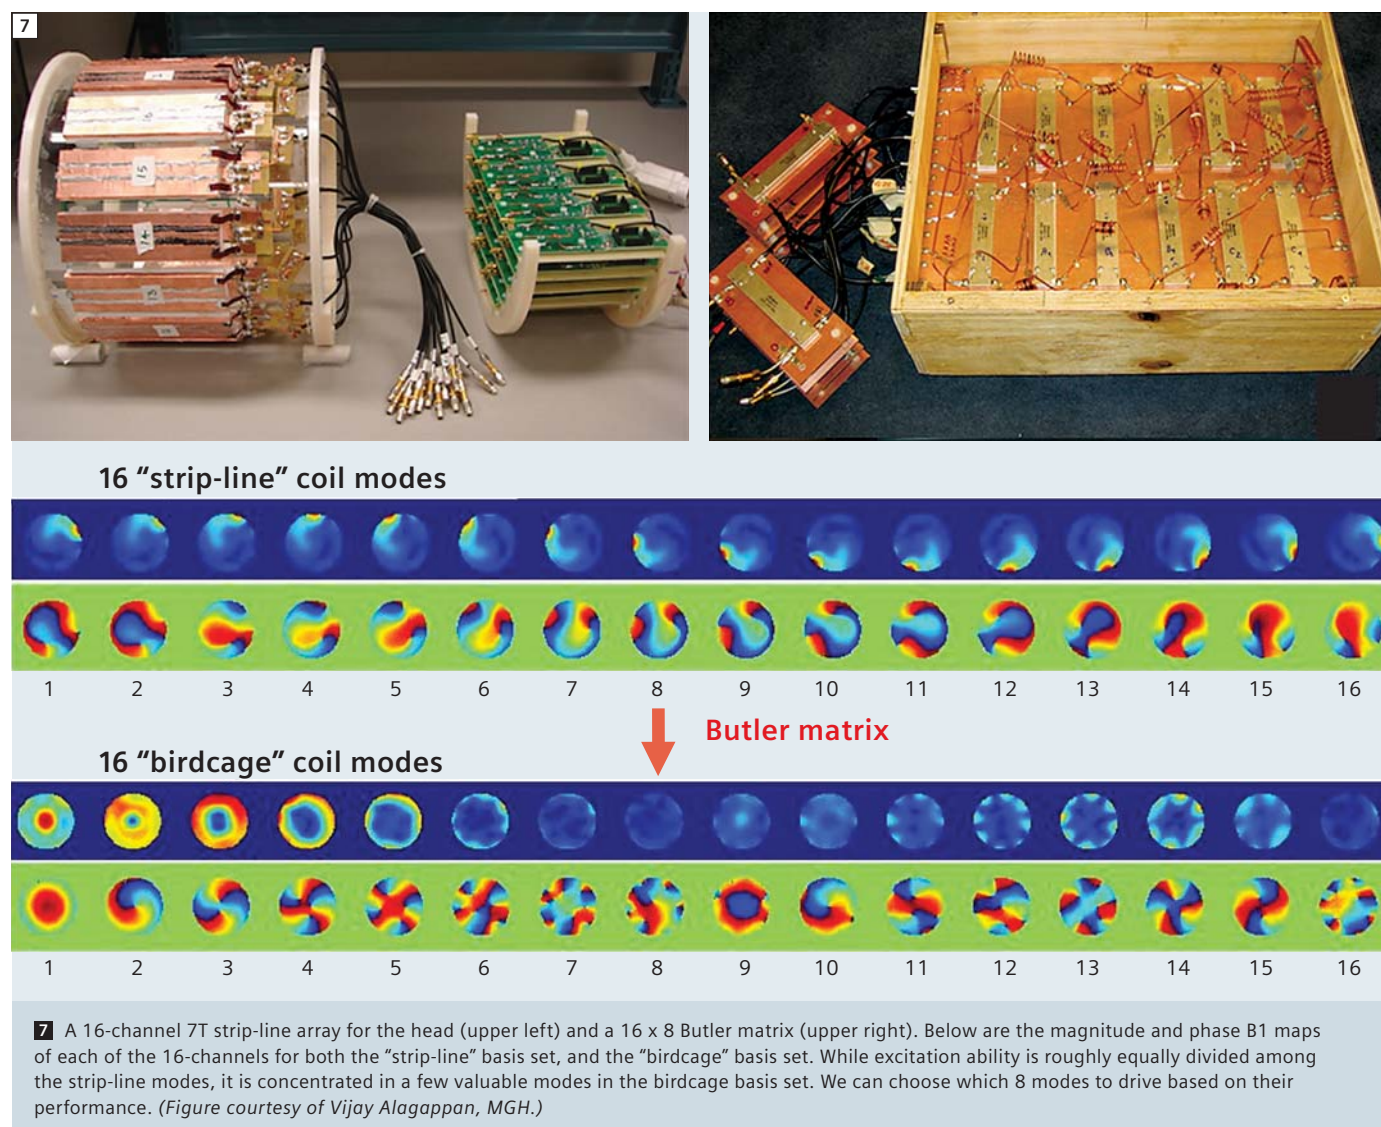 7
16 “strip-line” coil modes
1 2 3 4 5 6 7 8 9 10 11 12 13 14 15 16
Butler matrix
16 “birdcage” coil modes
1 2 3 4 5 6 7 8 9 10 11 12 13 14 15 16
7 A 16-channel 7T strip-line array for the head (upper left) and a 16 x 8 Butler matrix (upper right). Below are the magnitude and phase B1 maps
of each of the 16-channels for both the “strip-line” basis set, and the “birdcage” basis set. While excitation ability is roughly equally divided among
the strip-line modes, it is concentrated in a few valuable modes in the birdcage basis set. We can choose which 8 modes to drive based on their
performance. (Figure courtesy of Vijay Alagappan, MGH.)